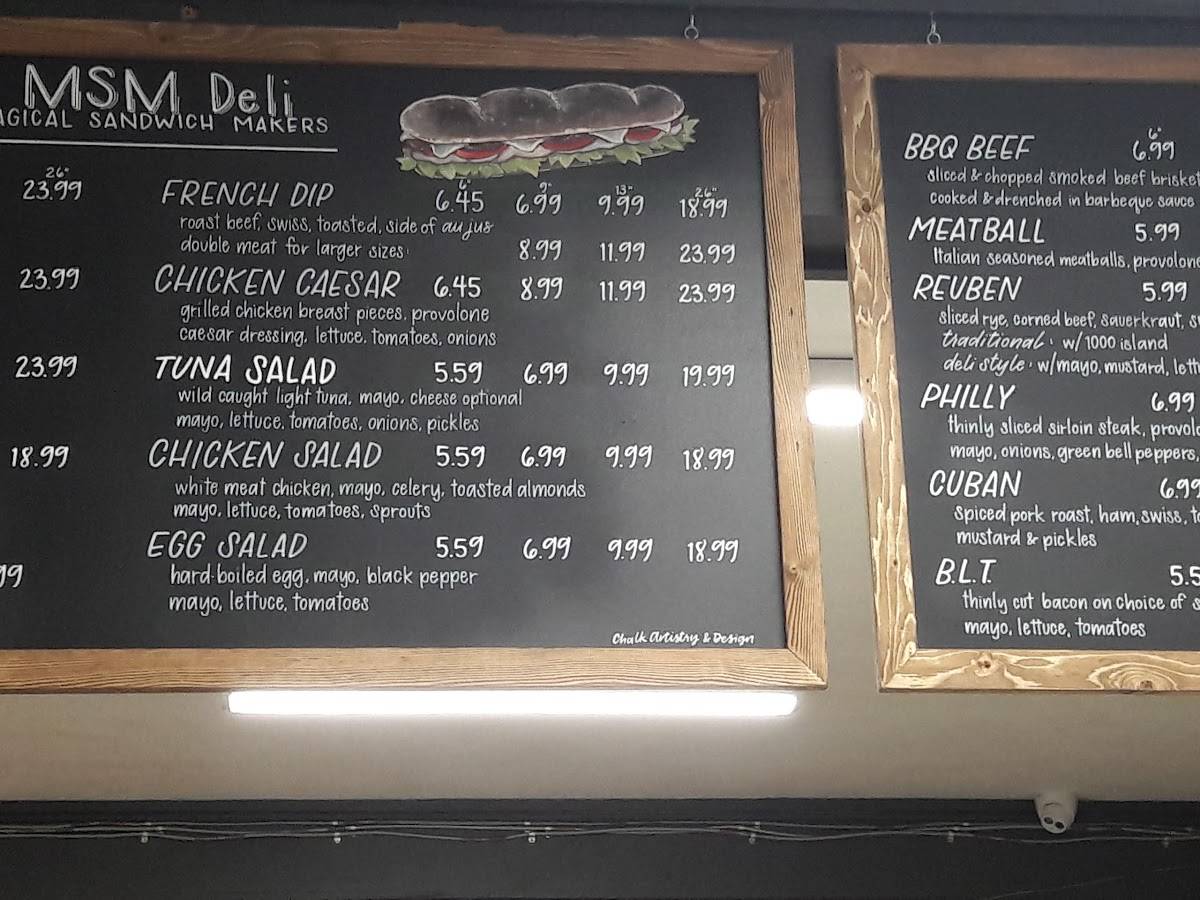 MSM Deli
AGICAL SANDWICH MAKERS
26"
23.99
23.99
23.99
18.99
99
6" 9" 13" 26"
FRENCH DIP 6.45 6.99 9.99 18.99
roast beef, swiss, toasted, side of au jus
double meat for larger sizes: 8.99 11.99 23.99
CHICKEN CAESAR 6.45 8.99 11.99 23.99
grilled chicken breast pieces, provolone
caesar dressing, lettuce, tomatoes, onions
TUNA SALAD 5.59 6.99 9.99 19.99
wild caught light tuna, mayo, cheese optional
mayo, lettuce, tomatoes, onions, pickles
CHICKEN SALAD 5.59 6.99 9.99 18.99
white meat chicken, mayo, celery, toasted almonds
mayo, lettuce, tomatoes, sprouts
EGG SALAD 5.59 6.99 9.99 18.99
hard-boiled egg, mayo, black pepper
mayo, lettuce, tomatoes
Chalk Artistry & Design
6"
BBQ BEEF 6.99
sliced & chopped smoked beef brisket
cooked & drenched in barbeque sauce
MEATBALL 5.99
Italian seasoned meatballs, provolone
REUBEN 5.99
sliced rye, corned beef, sauerkraut,
traditional: w/1000 island
deli style: w/mayo, mustard,
PHILLY 6.99
thinly sliced sirloin steak,
mayo, onions, green bell peppers,
CUBAN 6.99
spiced pork roast, ham, swiss,
mustard & pickles
B.L.T. 5.5
thinly cut bacon on choice of
mayo, lettuce, tomatoes